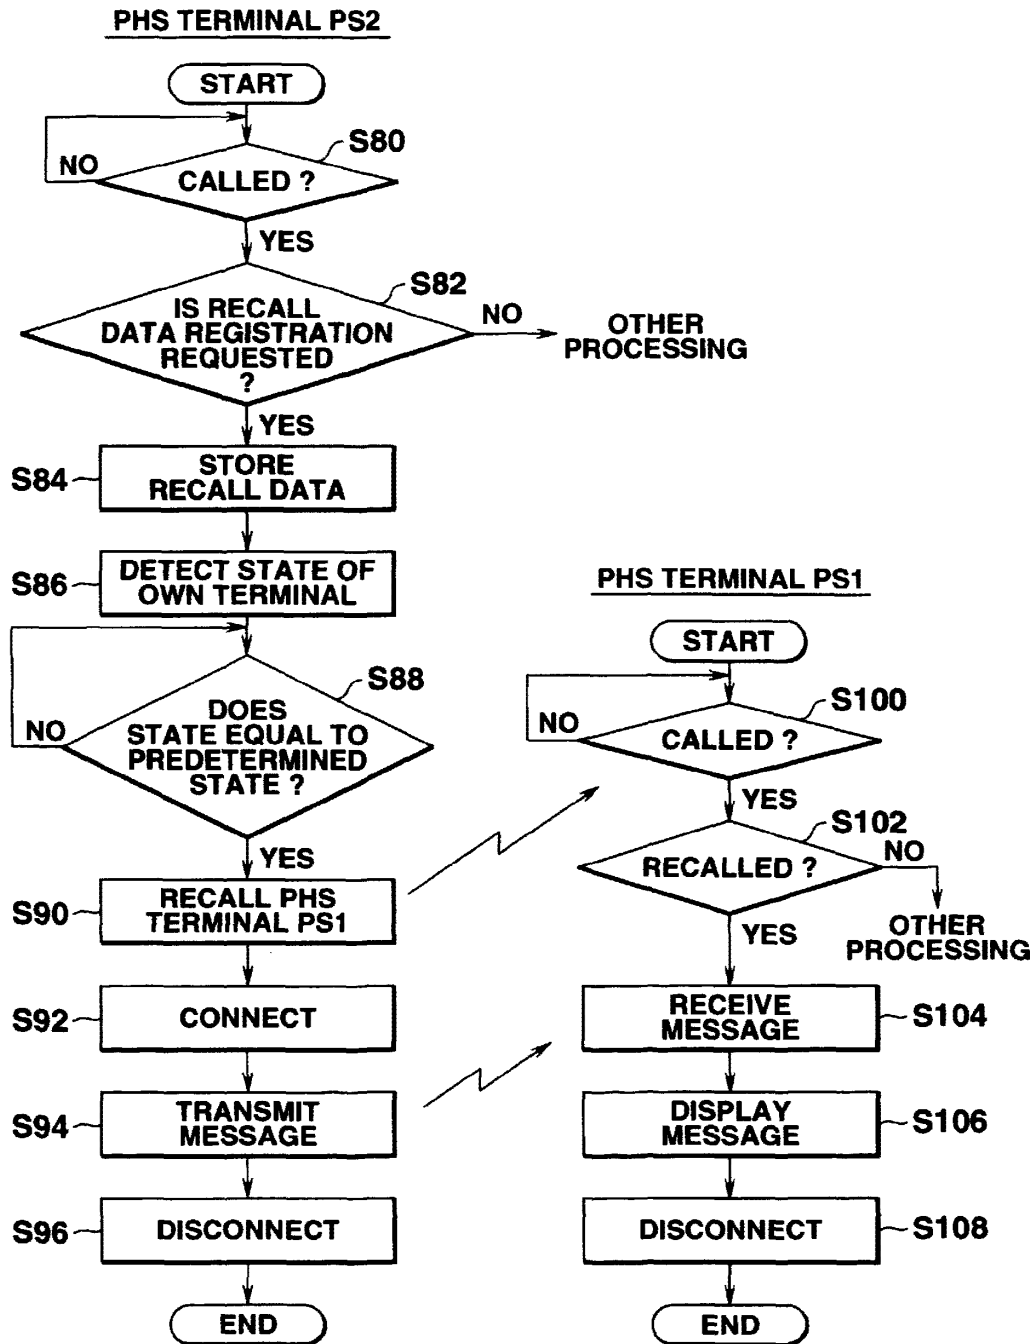 PHS TERMINAL PS2
START
S80
NO
CALLED ?
YES
S82
IS RECALL
DATA REGISTRATION
REQUESTED
?
NO
OTHER
PROCESSING
YES
S84
STORE
RECALL DATA
S86
DETECT STATE OF
OWN TERMINAL
S88
NO
DOES
STATE EQUAL TO
PREDETERMINED
STATE ?
YES
S90
RECALL PHS
TERMINAL PS1
S92
CONNECT
S94
TRANSMIT
MESSAGE
S96
DISCONNECT
END
PHS TERMINAL PS1
START
S100
NO
CALLED ?
YES
S102
RECALLED ?
NO
OTHER
PROCESSING
YES
RECEIVE
MESSAGE
S104
DISPLAY
MESSAGE
S106
DISCONNECT
S108
END